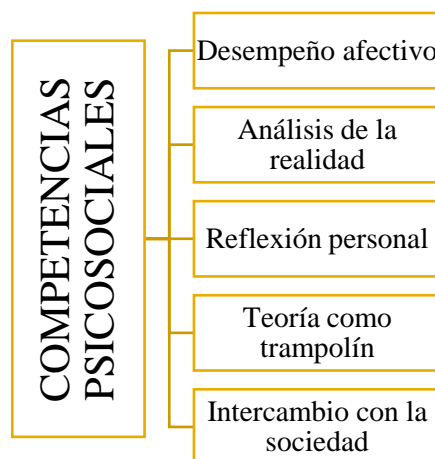 COMPETENCIAS
PSICOSOCIALES
Desempeño afectivo
Análisis de la
realidad
Reflexión personal
Teoría como
trampolín
Intercambio con la
sociedad